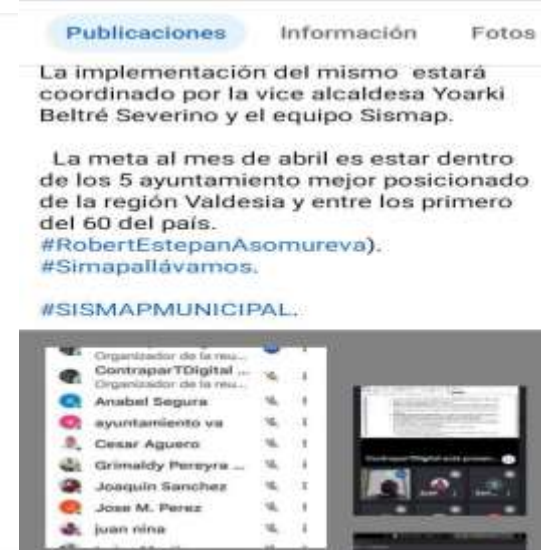 Publicaciones Información Fotos
La implementación del mismo estará
coordinado por la vice alcaldesa Yoarki
Beltré Severino y el equipo Sismap.
La meta al mes de abril es estar dentro
de los 5 ayuntamiento mejor posicionado
de la región Valdesia y entre los primero
del 60 del país.
#RobertEstepanAsomureva).
#Simapallávamos.
#SISMAPMUNICIPAL.
Organizador de la reu...
ContraparTDigital ...
Organizador de la reu...
Anabel Segura
ayuntamiento va
Cesar Aguero
Grimaldy Pereyra ...
Joaquin Sanchez
Jose M. Perez
juan nina